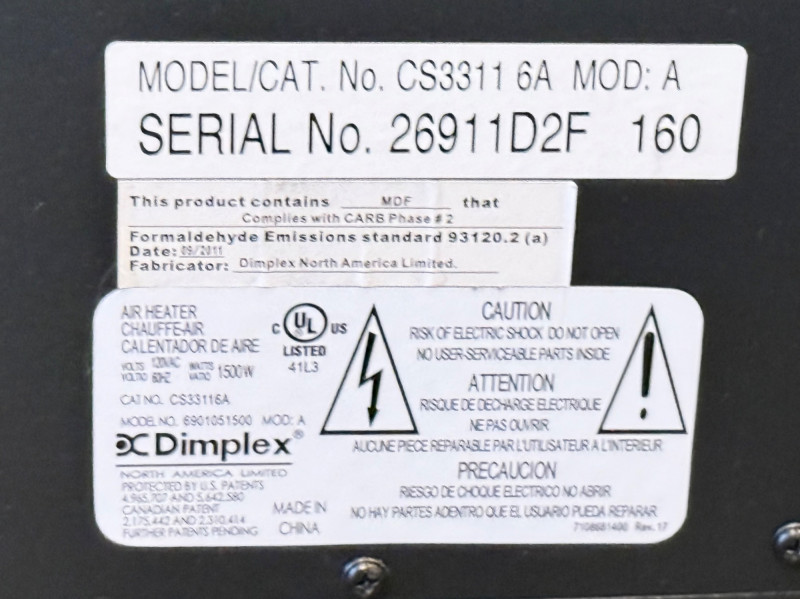 MODEL/CAT. No. CS3311 6A MOD: A
SERIAL No. 26911D2F 160
This product contains MDF that
Complies with CARB Phase # 2
Formaldehyde Emissions standard 93120.2 (a)
Date: 09/2011
Fabricator: Dimplex North America Limited.
AIR HEATER
CHAUFFE-AIR
CALENTADOR DE AIRE
VOLTS 120VAC WATTS 1500W
VOLTIO 60HZ VATIO
CAT NO. CS33116A
MODEL NO. 6901051500 MOD: A
Dimplex®
NORTH AMERICA LIMITED
PROTECTED BY U.S. PATENTS
4,965,707 AND 5,642,580
CANADIAN PATENT
2,175,442 AND 2,310,414
FURTHER PATENTS PENDING
MADE IN
CHINA
C UL US
LISTED
41L3
CAUTION
RISK OF ELECTRIC SHOCK DO NOT OPEN
NO USER-SERVICEABLE PARTS INSIDE
ATTENTION
RISQUE DE DECHARGE ELECTRIQUE
NE PAS OUVRIR
AUCUNE PIECE REPARABLE PAR L'UTILISATEUR A L'INTERIEUR
PRECAUCION
RIESGO DE CHOQUE ELECTRICO NO ABRIR
NO HAY PARTES ADENTRO QUE EL USUARIO PUEDA REPARAR
7108681400 Rev. 17